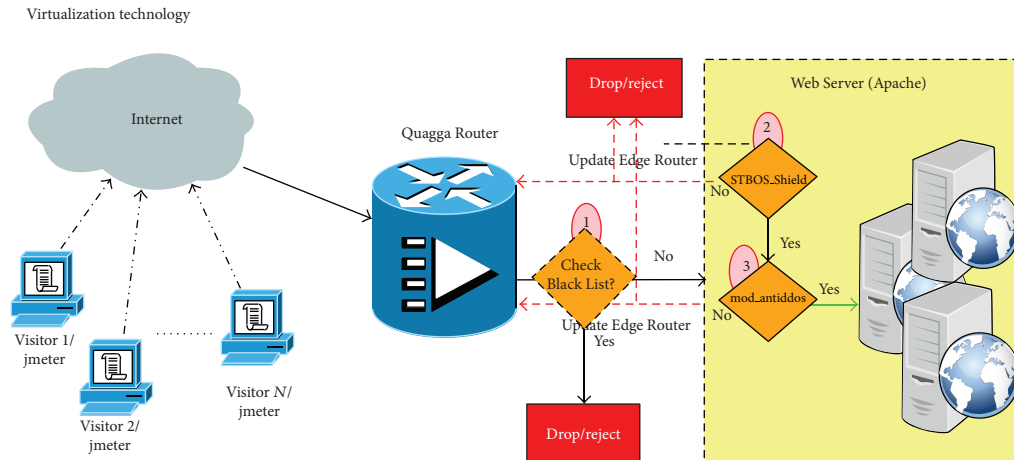 Virtualization technology
Internet
Visitor 1/
jmeter
Visitor 2/
jmeter
Visitor N/
jmeter
Quagga Router
Drop/reject
Update Edge Router
1
Check
Black List?
No
Update Edge Router
Yes
Drop/reject
Web Server (Apache)
2
STBOS_Shield
No
Yes
3
mod_antiddos
No
Yes